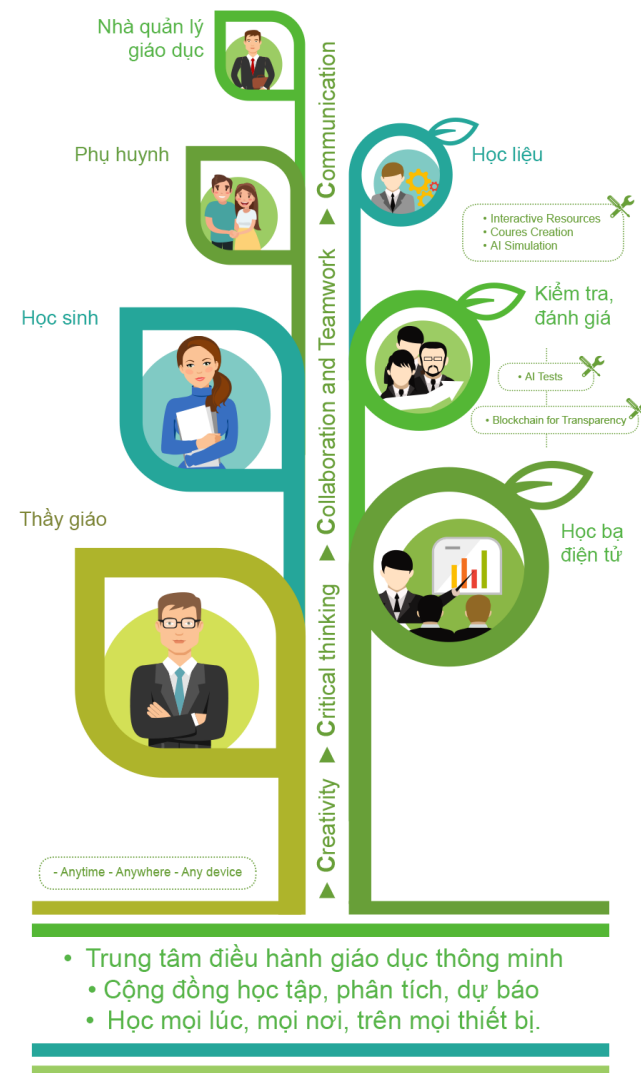 Nhà quản lý
giáo dục
Phụ huynh
Học sinh
Thầy giáo
- Anytime - Anywhere - Any device
▲ Creativity ▲ Critical thinking ▲ Collaboration and Teamwork ▲ Communication
Học liệu
• Interactive Resources
• Coures Creation
• AI Simulation
Kiểm tra,
đánh giá
• AI Tests
• Blockchain for Transparency
Học bạ
điện tử
• Trung tâm điều hành giáo dục thông minh
• Cộng đồng học tập, phân tích, dự báo
• Học mọi lúc, mọi nơi, trên mọi thiết bị.